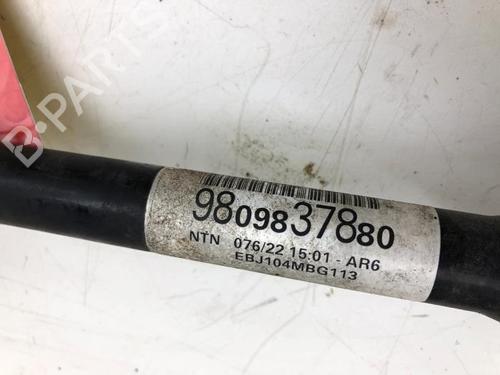 B-PARTS
9809837880
NTN 076/22 15:01 - AR6
EBJ104MBG113